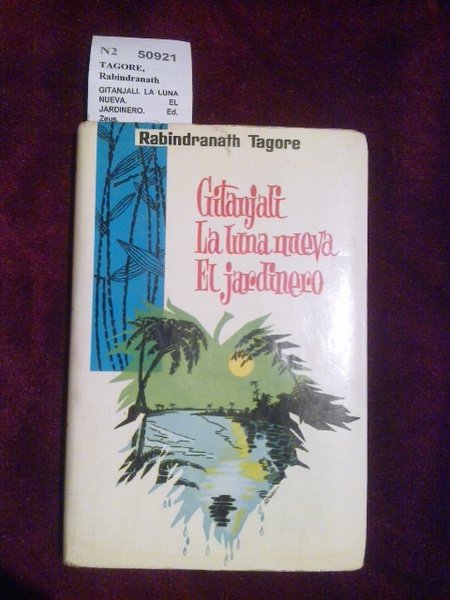 N2 50921
TAGORE,
Rabindranath
GITANJALI. LA LUNA
NUEVA. EL
JARDINERO. Ed.
Zeus.
Rabindranath Tagore
Gitanjali
La luna nueva
El jardinero